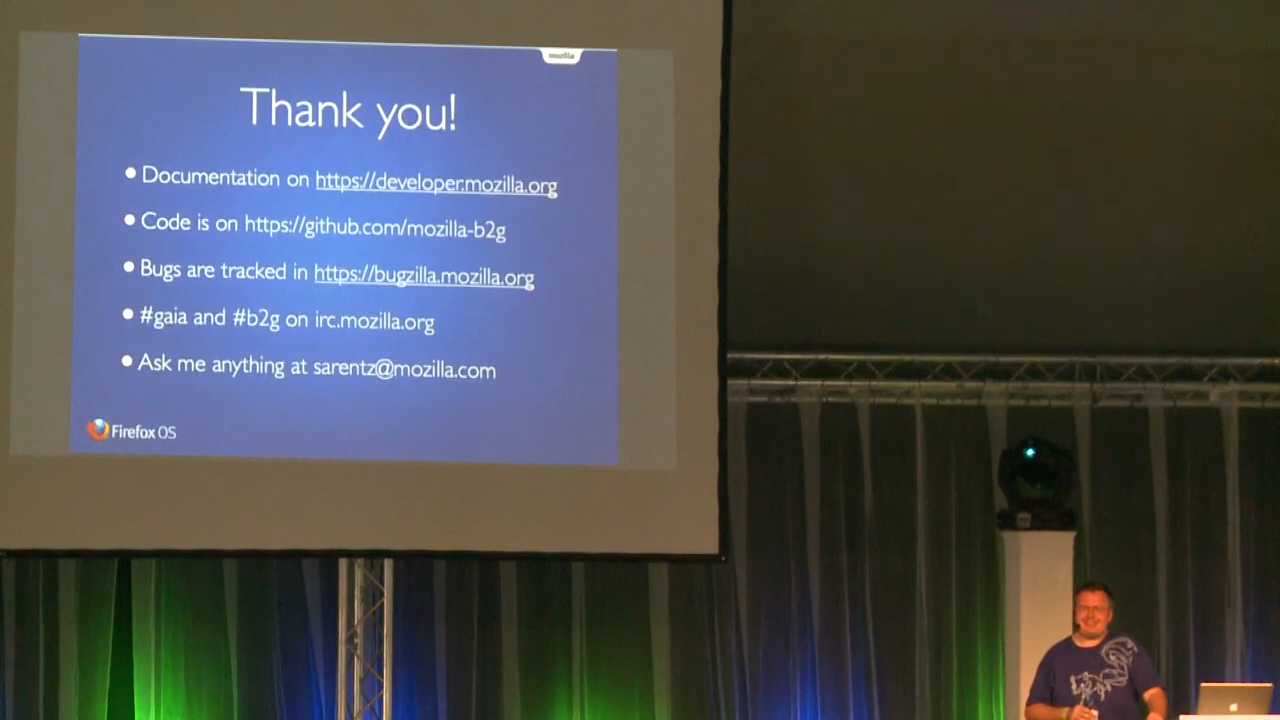 mozilla
Thank you!
• Documentation on https://developer.mozilla.org
• Code is on https://github.com/mozilla-b2g
• Bugs are tracked in https://bugzilla.mozilla.org
• #gaia and #b2g on irc.mozilla.org
• Ask me anything at sarentz@mozilla.com
Firefox OS